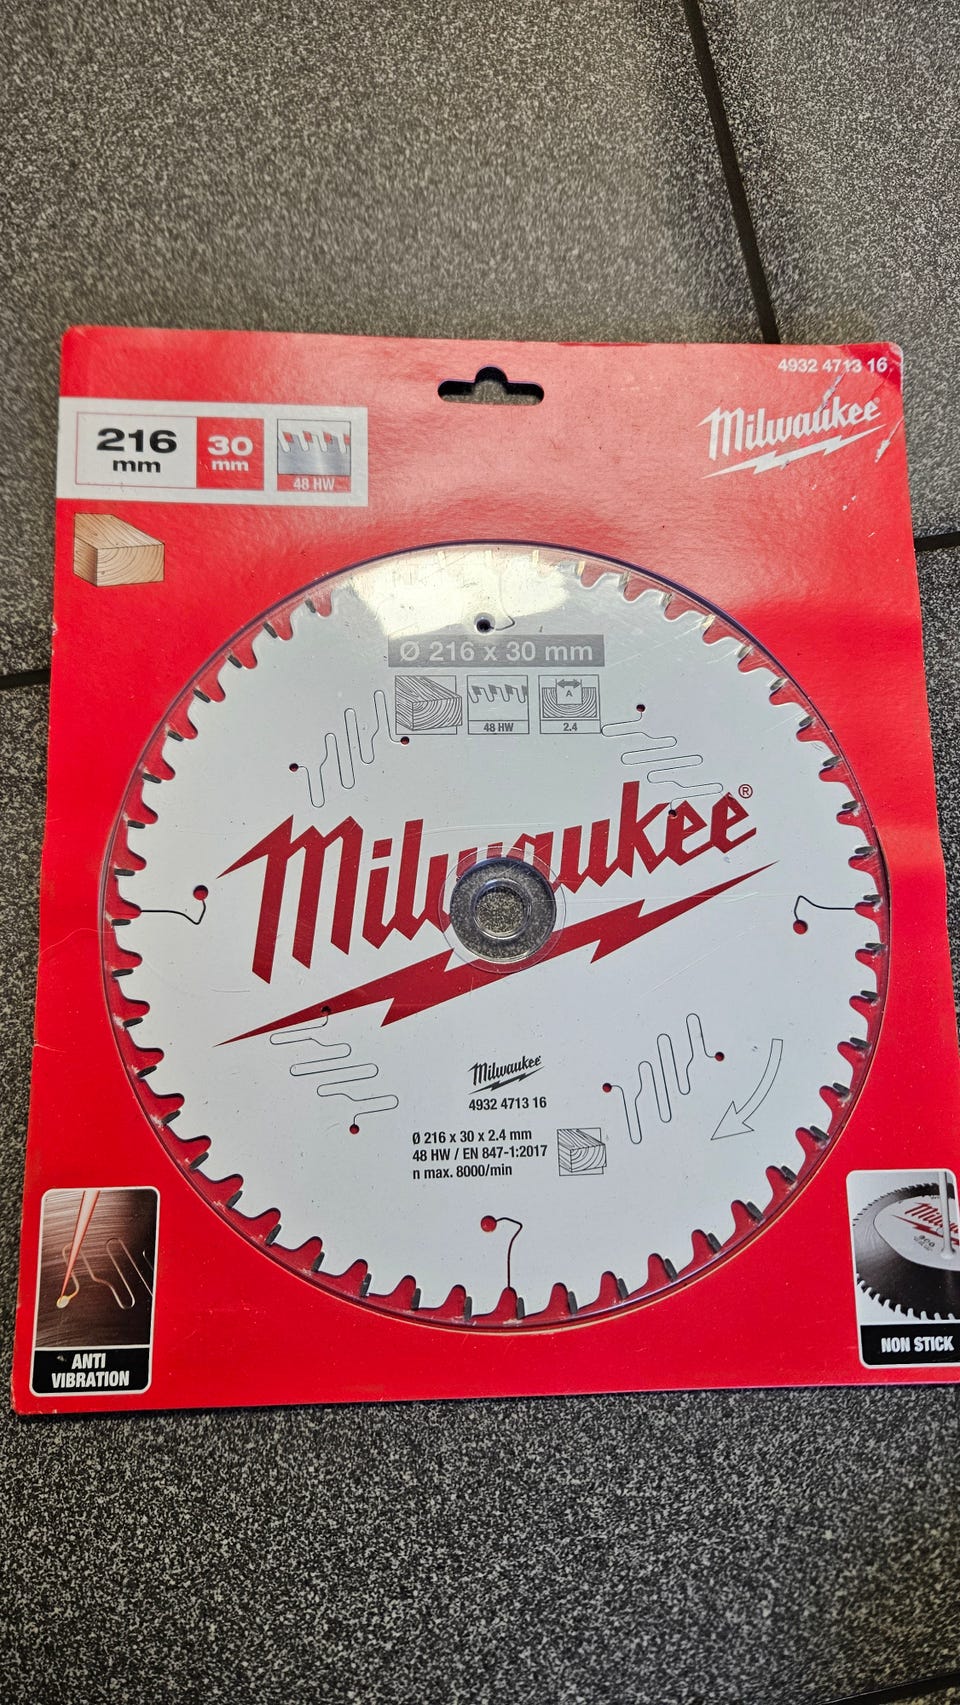 4932 4713 16
Milwaukee
216
mm
30
mm
48 HW
Ø 216 x 30 mm
A
48 HW
2.4
Milwaukee®
Milwaukee
4932 4713 16
Ø 216 x 30 x 2.4 mm
48 HW / EN 847-1:2017
n max. 8000/min
ANTI
VIBRATION
NON STICK